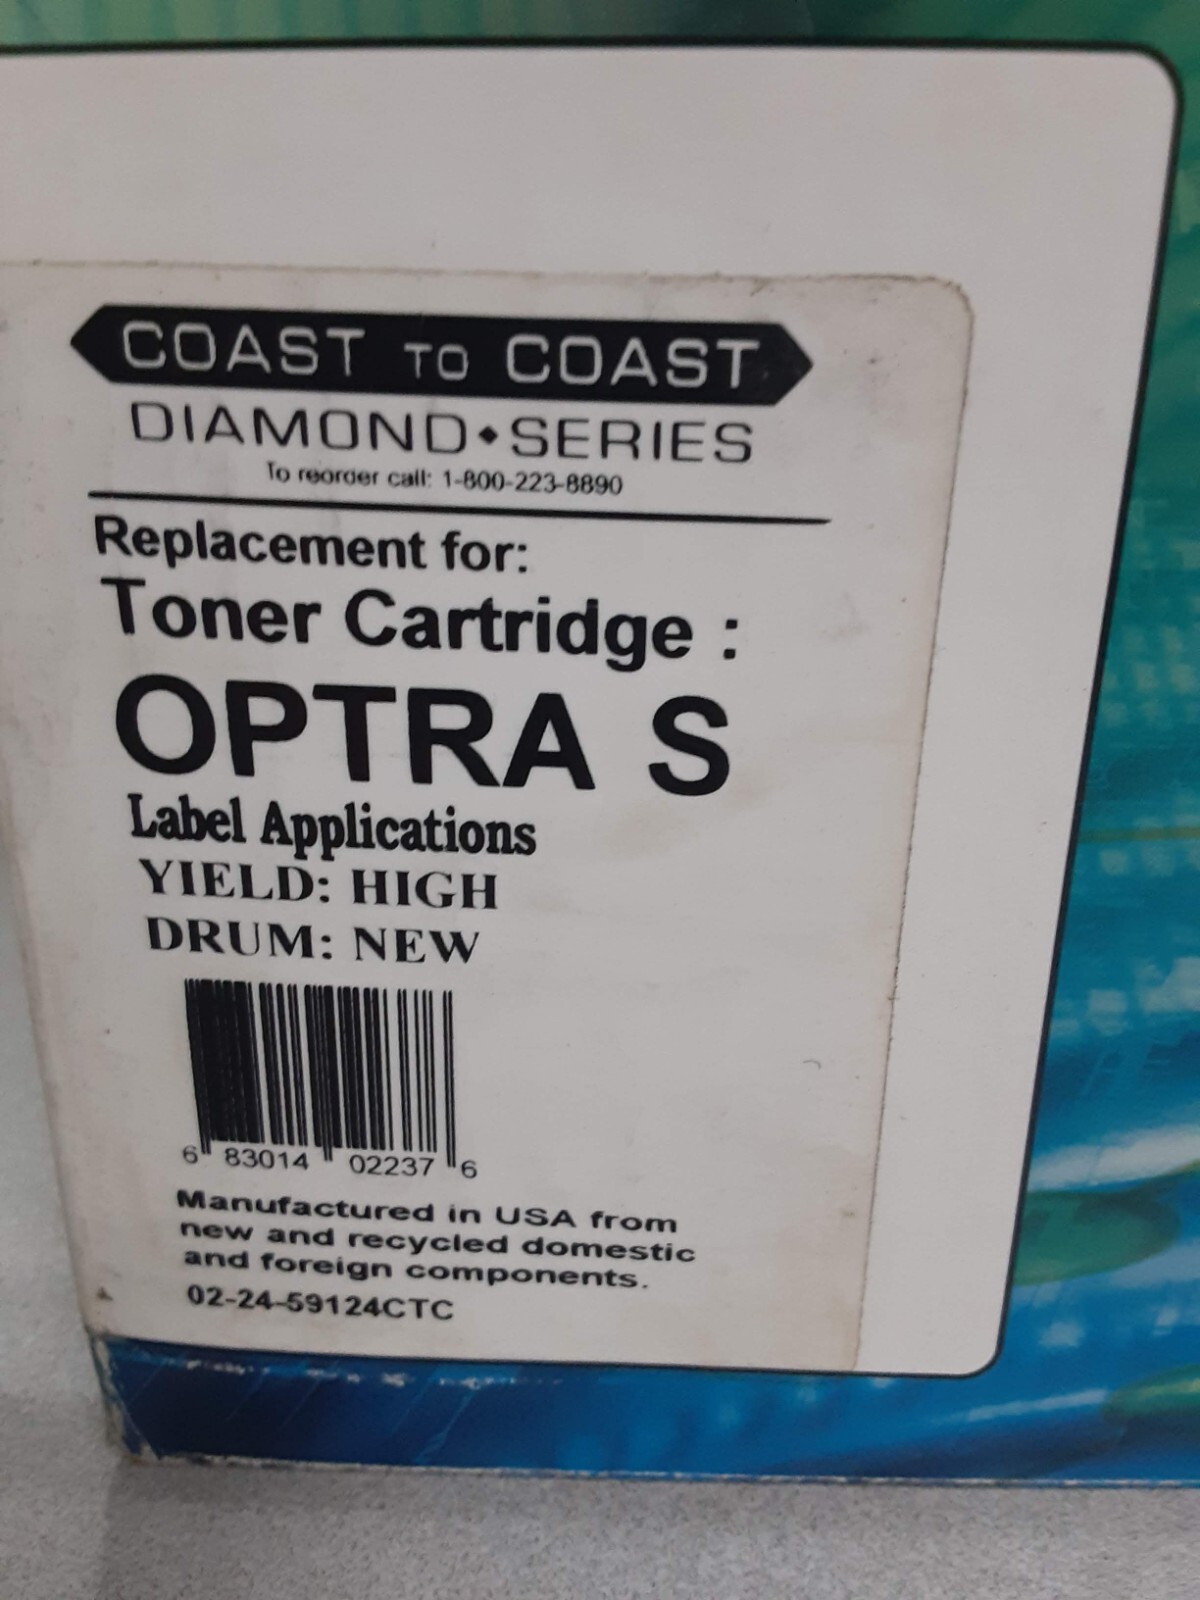 COAST TO COAST
DIAMOND◆SERIES
To reorder call: 1-800-223-8890
Replacement for:
Toner Cartridge :
OPTRA S
Label Applications
YIELD: HIGH
DRUM: NEW
6 83014 02237 6
Manufactured in USA from
new and recycled domestic
and foreign components.
02-24-59124CTC